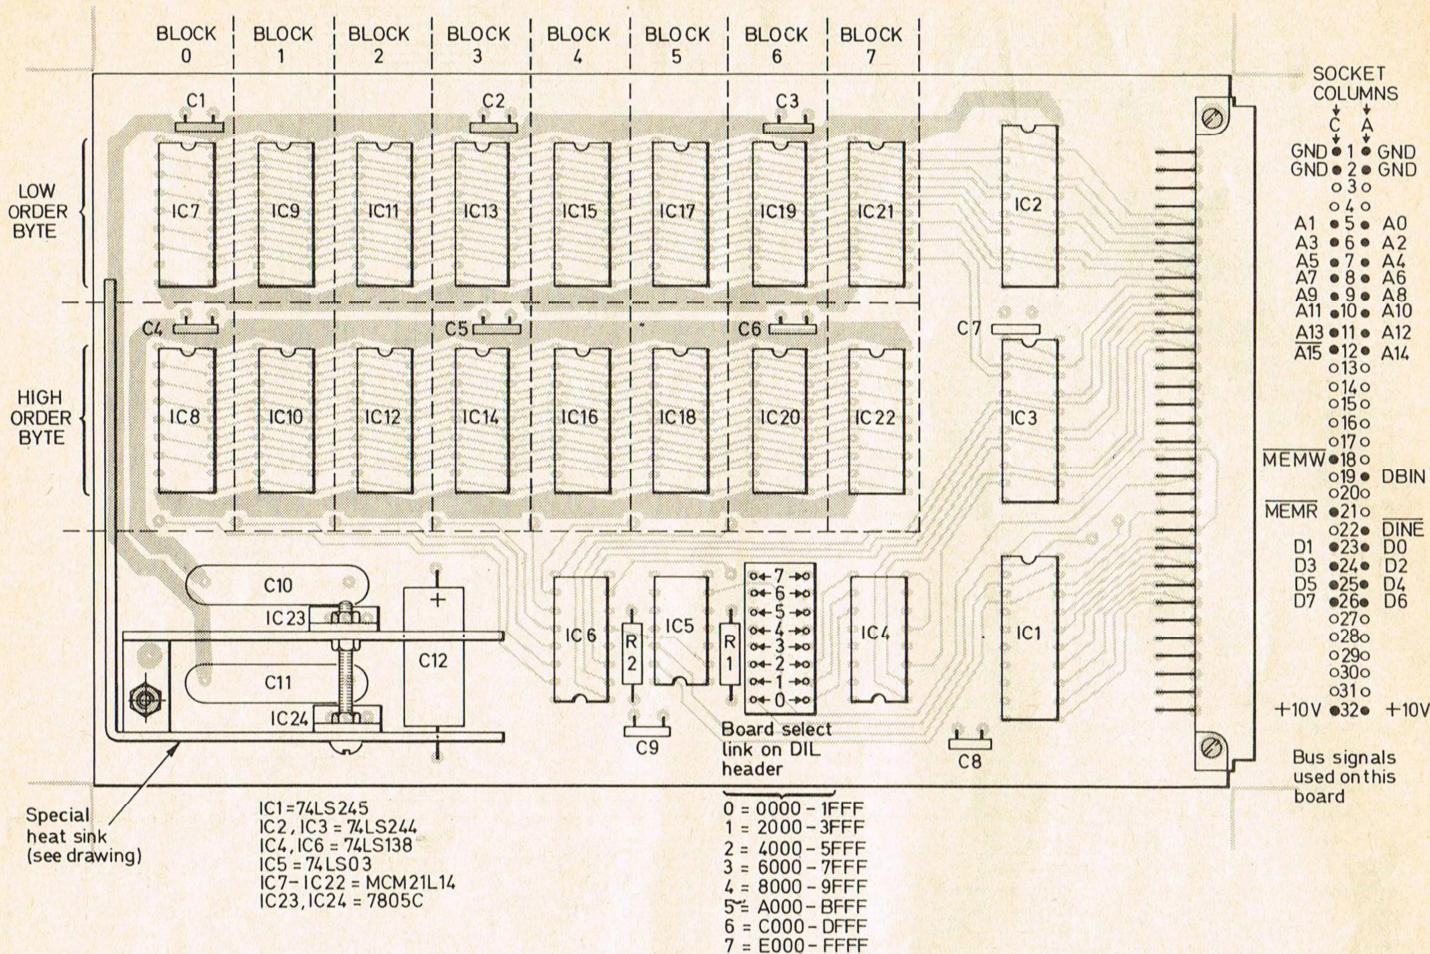 BLOCK 0
BLOCK 1
BLOCK 2
BLOCK 3
BLOCK 4
BLOCK 5
BLOCK 6
BLOCK 7
C1
C2
C3
LOW
ORDER
BYTE
IC7
IC9
IC11
IC13
IC15
IC17
IC19
IC21
IC2
C4
C5
C6
C7
HIGH
ORDER
BYTE
IC8
IC10
IC12
IC14
IC16
IC18
IC20
IC22
IC3
C10
IC23
C11
IC24
+
C12
IC6
R2
IC5
R1
7
6
5
4
3
2
1
0
IC4
IC1
C9
C8
Board select
link on DIL
header
Special
heat sink
(see drawing)
IC1=74LS245
IC2, IC3 = 74LS244
IC4, IC6 = 74LS138
IC5 = 74LS03
IC7-IC22 = MCM21L14
IC23, IC24 = 7805C
0 = 0000 - 1FFF
1 = 2000 - 3FFF
2 = 4000 - 5FFF
3 = 6000 - 7FFF
4 = 8000 - 9FFF
5 = A000 - BFFF
6 = C000 - DFFF
7 = E000 - FFFF
SOCKET
COLUMNS
C A
GND 1 GND
GND 2 GND
3
4
A1 5 A0
A3 6 A2
A5 7 A4
A7 8 A6
A9 9 A8
A11 10 A10
A13 11 A12
A̅1̅5̅ 12 A14
13
14
15
16
17
M̅E̅M̅W̅ 18
19 DBIN
20
M̅E̅M̅R̅ 21
22 D̅I̅N̅E̅
D1 23 D0
D3 24 D2
D5 25 D4
D7 26 D6
27
28
29
30
31
+10V 32 +10V
Bus signals
used on this
board